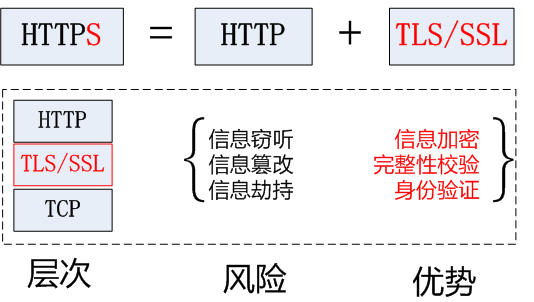 HTTPS = HTTP + TLS/SSL
HTTP
TLS/SSL
TCP
信息窃听
信息篡改
信息劫持
信息加密
完整性校验
身份验证
层次
风险
优势